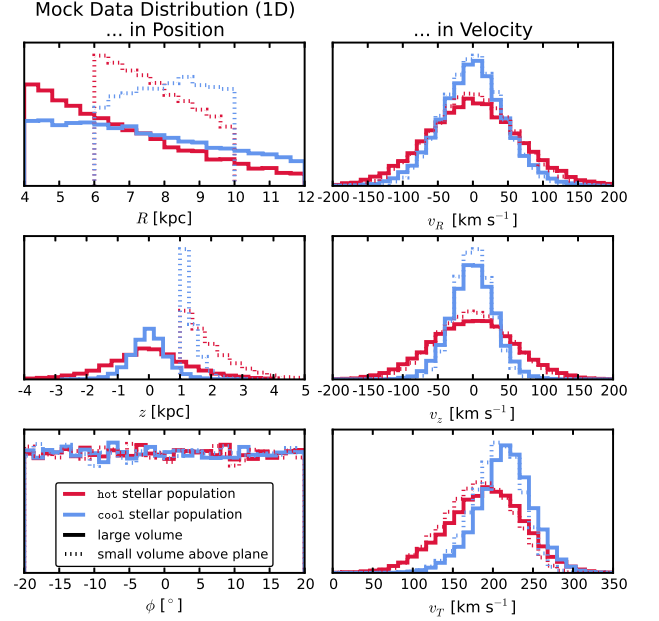 Mock Data Distribution (1D)
... in Position
... in Velocity
4 5 6 7 8 9 10 11 12
R [kpc]
-200 -150 -100 -50 0 50 100 150 200
v_R [km s⁻¹]
-4 -3 -2 -1 0 1 2 3 4 5
z [kpc]
-200 -150 -100 -50 0 50 100 150 200
v_z [km s⁻¹]
hot stellar population
cool stellar population
large volume
small volume above plane
-20 -15 -10 -5 0 5 10 15 20
ϕ [°]
0 50 100 150 200 250 300 350
v_T [km s⁻¹]